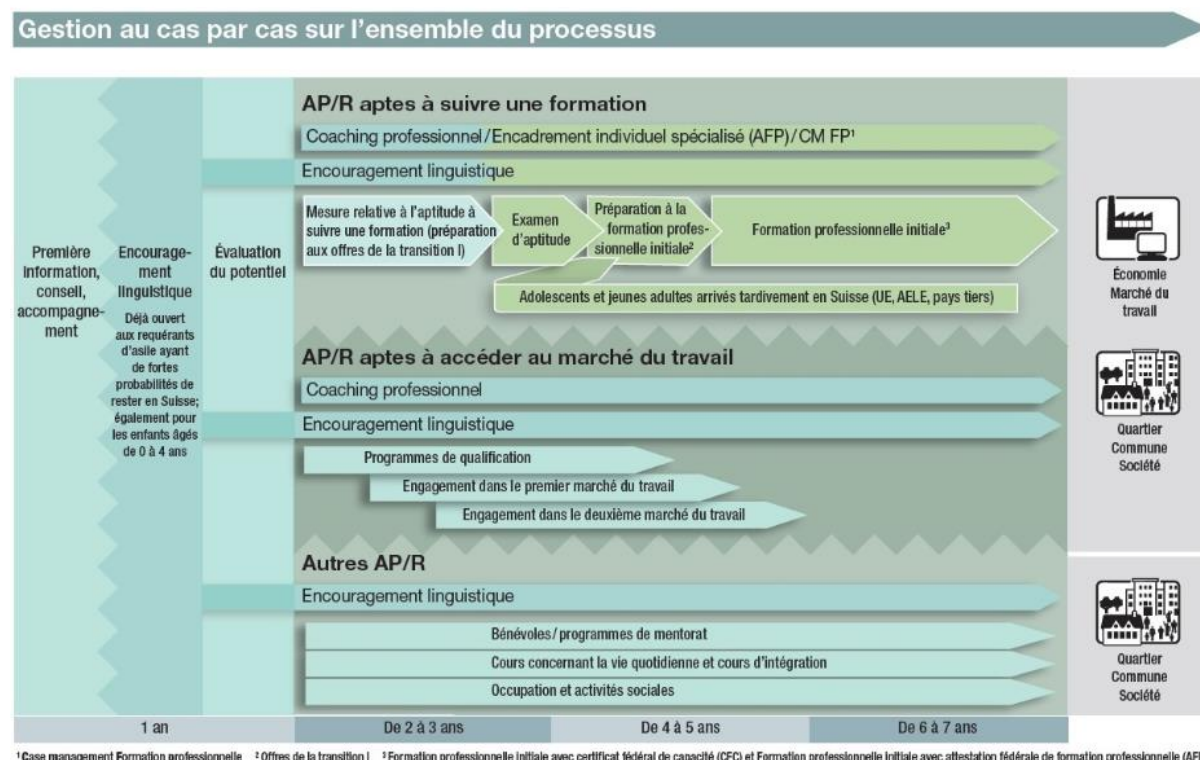 Gestion au cas par cas sur l'ensemble du processus
Première
information,
conseil,
accompagne-
ment
Encourage-
ment
linguistique
Déjà ouvert
aux requérants
d'asile ayant
de fortes
probabilités de
rester en Suisse;
également pour
les enfants âgés
de 0 à 4 ans
Évaluation
du potentiel
AP/R aptes à suivre une formation
Coaching professionnel/Encadrement individuel spécialisé (AFP)/CM FP¹
Encouragement linguistique
Mesure relative à l'aptitude à
suivre une formation (préparation
aux offres de la transition I)
Examen
d'aptitude
Préparation à la
formation profes-
sionnelle initiale²
Formation professionnelle initiale³
Adolescents et jeunes adultes arrivés tardivement en Suisse (UE, AELE, pays tiers)
AP/R aptes à accéder au marché du travail
Coaching professionnel
Encouragement linguistique
Programmes de qualification
Engagement dans le premier marché du travail
Engagement dans le deuxième marché du travail
Autres AP/R
Encouragement linguistique
Bénévoles/programmes de mentorat
Cours concernant la vie quotidienne et cours d'intégration
Occupation et activités sociales
Économie
Marché du
travail
Quartier
Commune
Société
Quartier
Commune
Société
1 an
De 2 à 3 ans
De 4 à 5 ans
De 6 à 7 ans
¹ Case management Formation professionnelle ² Offres de la transition I ³ Formation professionnelle initiale avec certificat fédéral de capacité (CFC) et Formation professionnelle initiale avec attestation fédérale de formation professionnelle (AFP